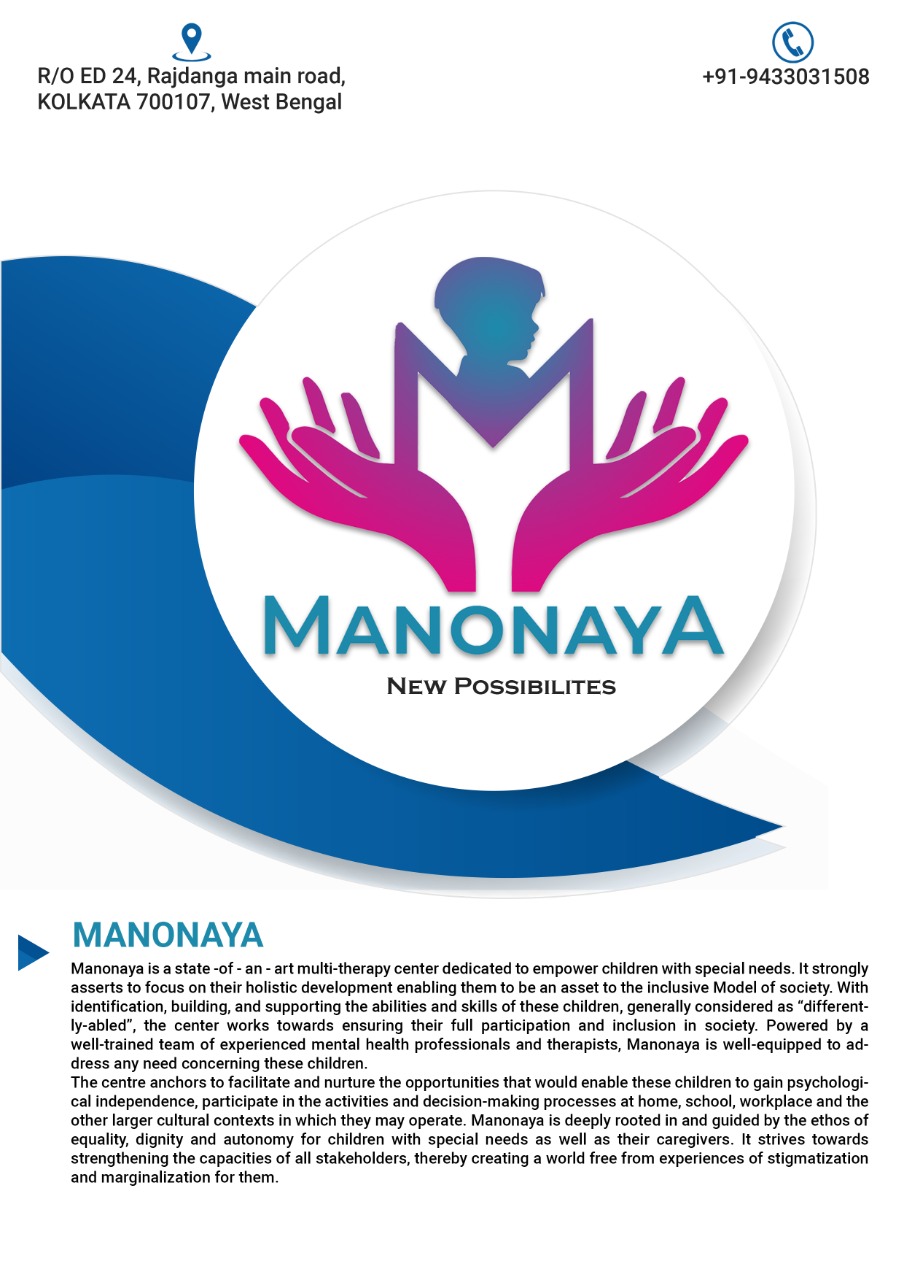 R/O ED 24, Rajdanga main road,
KOLKATA 700107, West Bengal
+91-9433031508
MANONAYA
NEW POSSIBILITES
MANONAYA
Manonaya is a state -of - an - art multi-therapy center dedicated to empower children with special needs. It strongly
asserts to focus on their holistic development enabling them to be an asset to the inclusive Model of society. With
identification, building, and supporting the abilities and skills of these children, generally considered as “different-
ly-abled”, the center works towards ensuring their full participation and inclusion in society. Powered by a
well-trained team of experienced mental health professionals and therapists, Manonaya is well-equipped to ad-
dress any need concerning these children.
The centre anchors to facilitate and nurture the opportunities that would enable these children to gain psychologi-
cal independence, participate in the activities and decision-making processes at home, school, workplace and the
other larger cultural contexts in which they may operate. Manonaya is deeply rooted in and guided by the ethos of
equality, dignity and autonomy for children with special needs as well as their caregivers. It strives towards
strengthening the capacities of all stakeholders, thereby creating a world free from experiences of stigmatization
and marginalization for them.